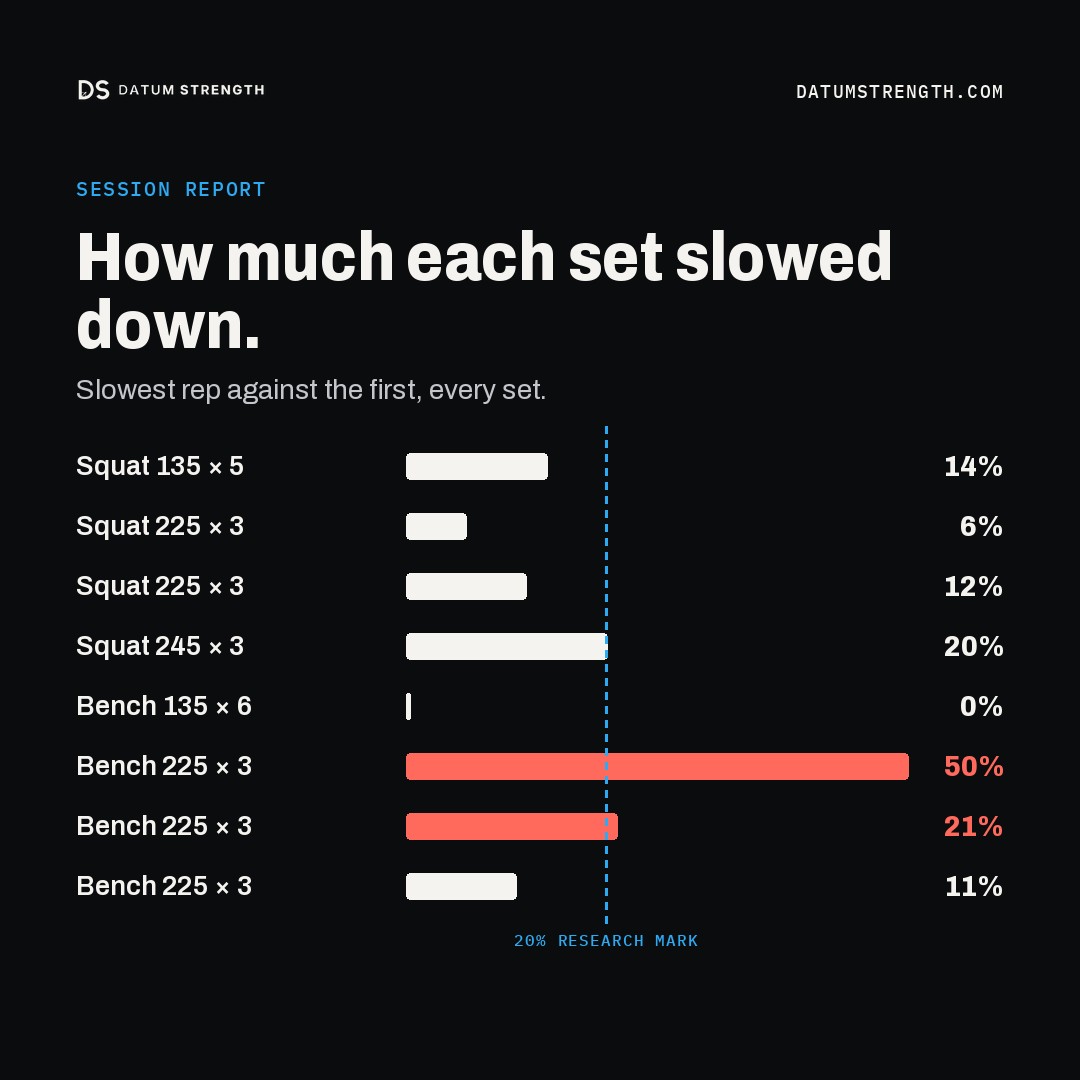 DS DATUM STRENGTH
DATUMSTRENGTH.COM
SESSION REPORT
How much each set slowed
down.
Slowest rep against the first, every set.
Squat 135 × 5 14%
Squat 225 × 3 6%
Squat 225 × 3 12%
Squat 245 × 3 20%
Bench 135 × 6 0%
Bench 225 × 3 50%
Bench 225 × 3 21%
Bench 225 × 3 11%
20% RESEARCH MARK